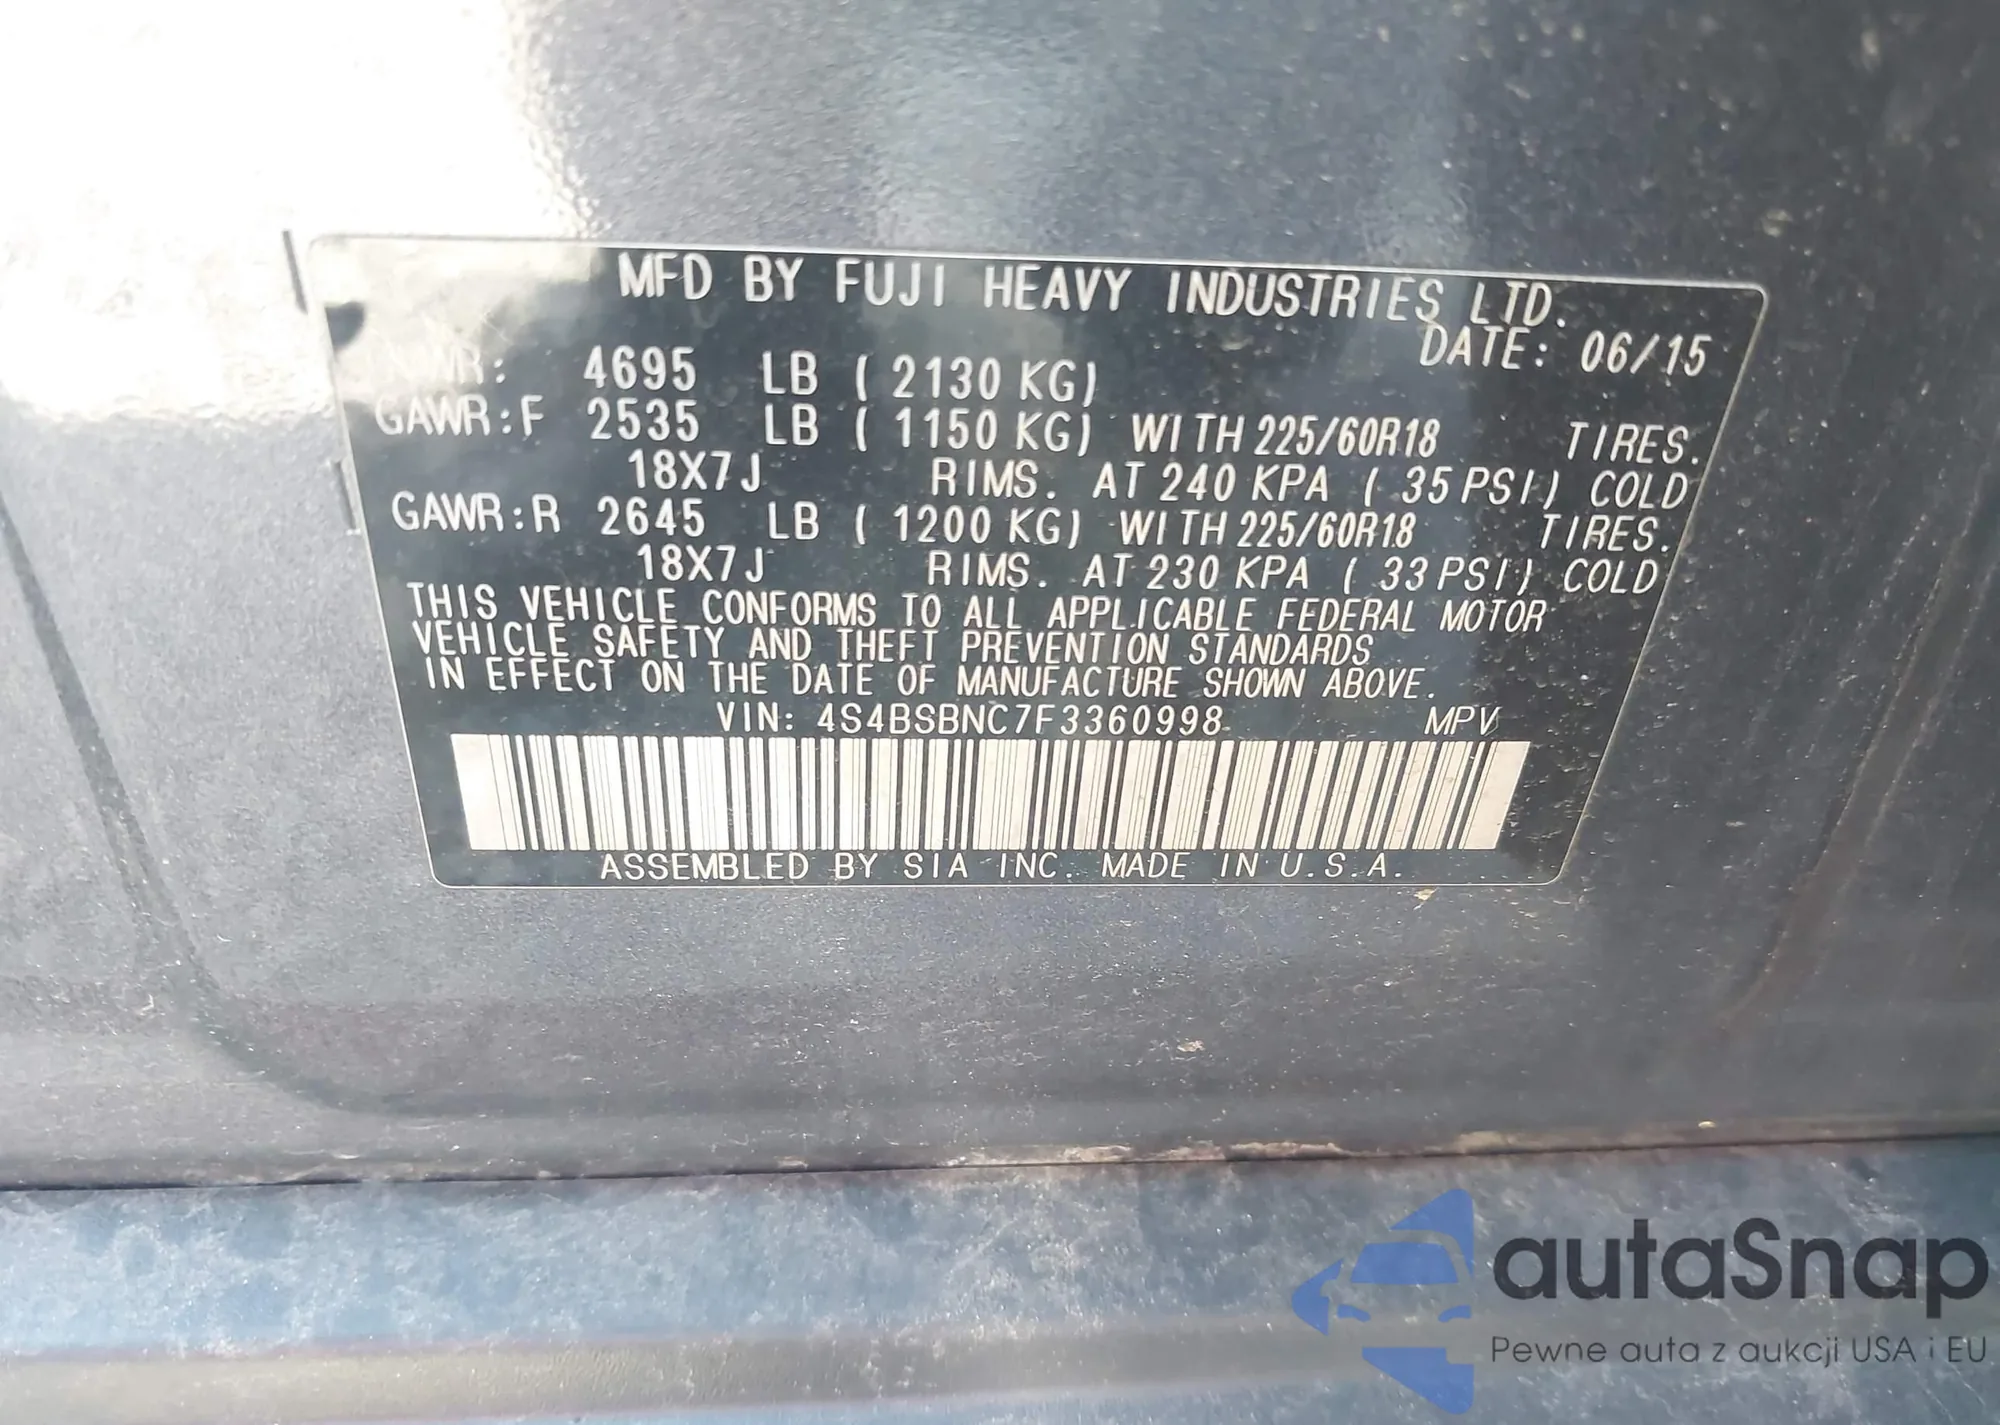 MFD BY FUJI HEAVY INDUSTRIES LTD.
DATE: 06/15
4695 LB ( 2130 KG)
GAWR:F 2535 LB ( 1150 KG) WITH 225/60R18 TIRES.
18X7J RIMS. AT 240 KPA ( 35 PSI) COLD
GAWR:R 2645 LB ( 1200 KG) WITH 225/60R18 TIRES.
18X7J RIMS. AT 230 KPA ( 33 PSI) COLD
THIS VEHICLE CONFORMS TO ALL APPLICABLE FEDERAL MOTOR
VEHICLE SAFETY AND THEFT PREVENTION STANDARDS
IN EFFECT ON THE DATE OF MANUFACTURE SHOWN ABOVE.
VIN: 4S4BSBNC7F3360998 MPV
ASSEMBLED BY SIA INC. MADE IN U.S.A.
autaSnap
Pewne auta z aukcji USA i EU